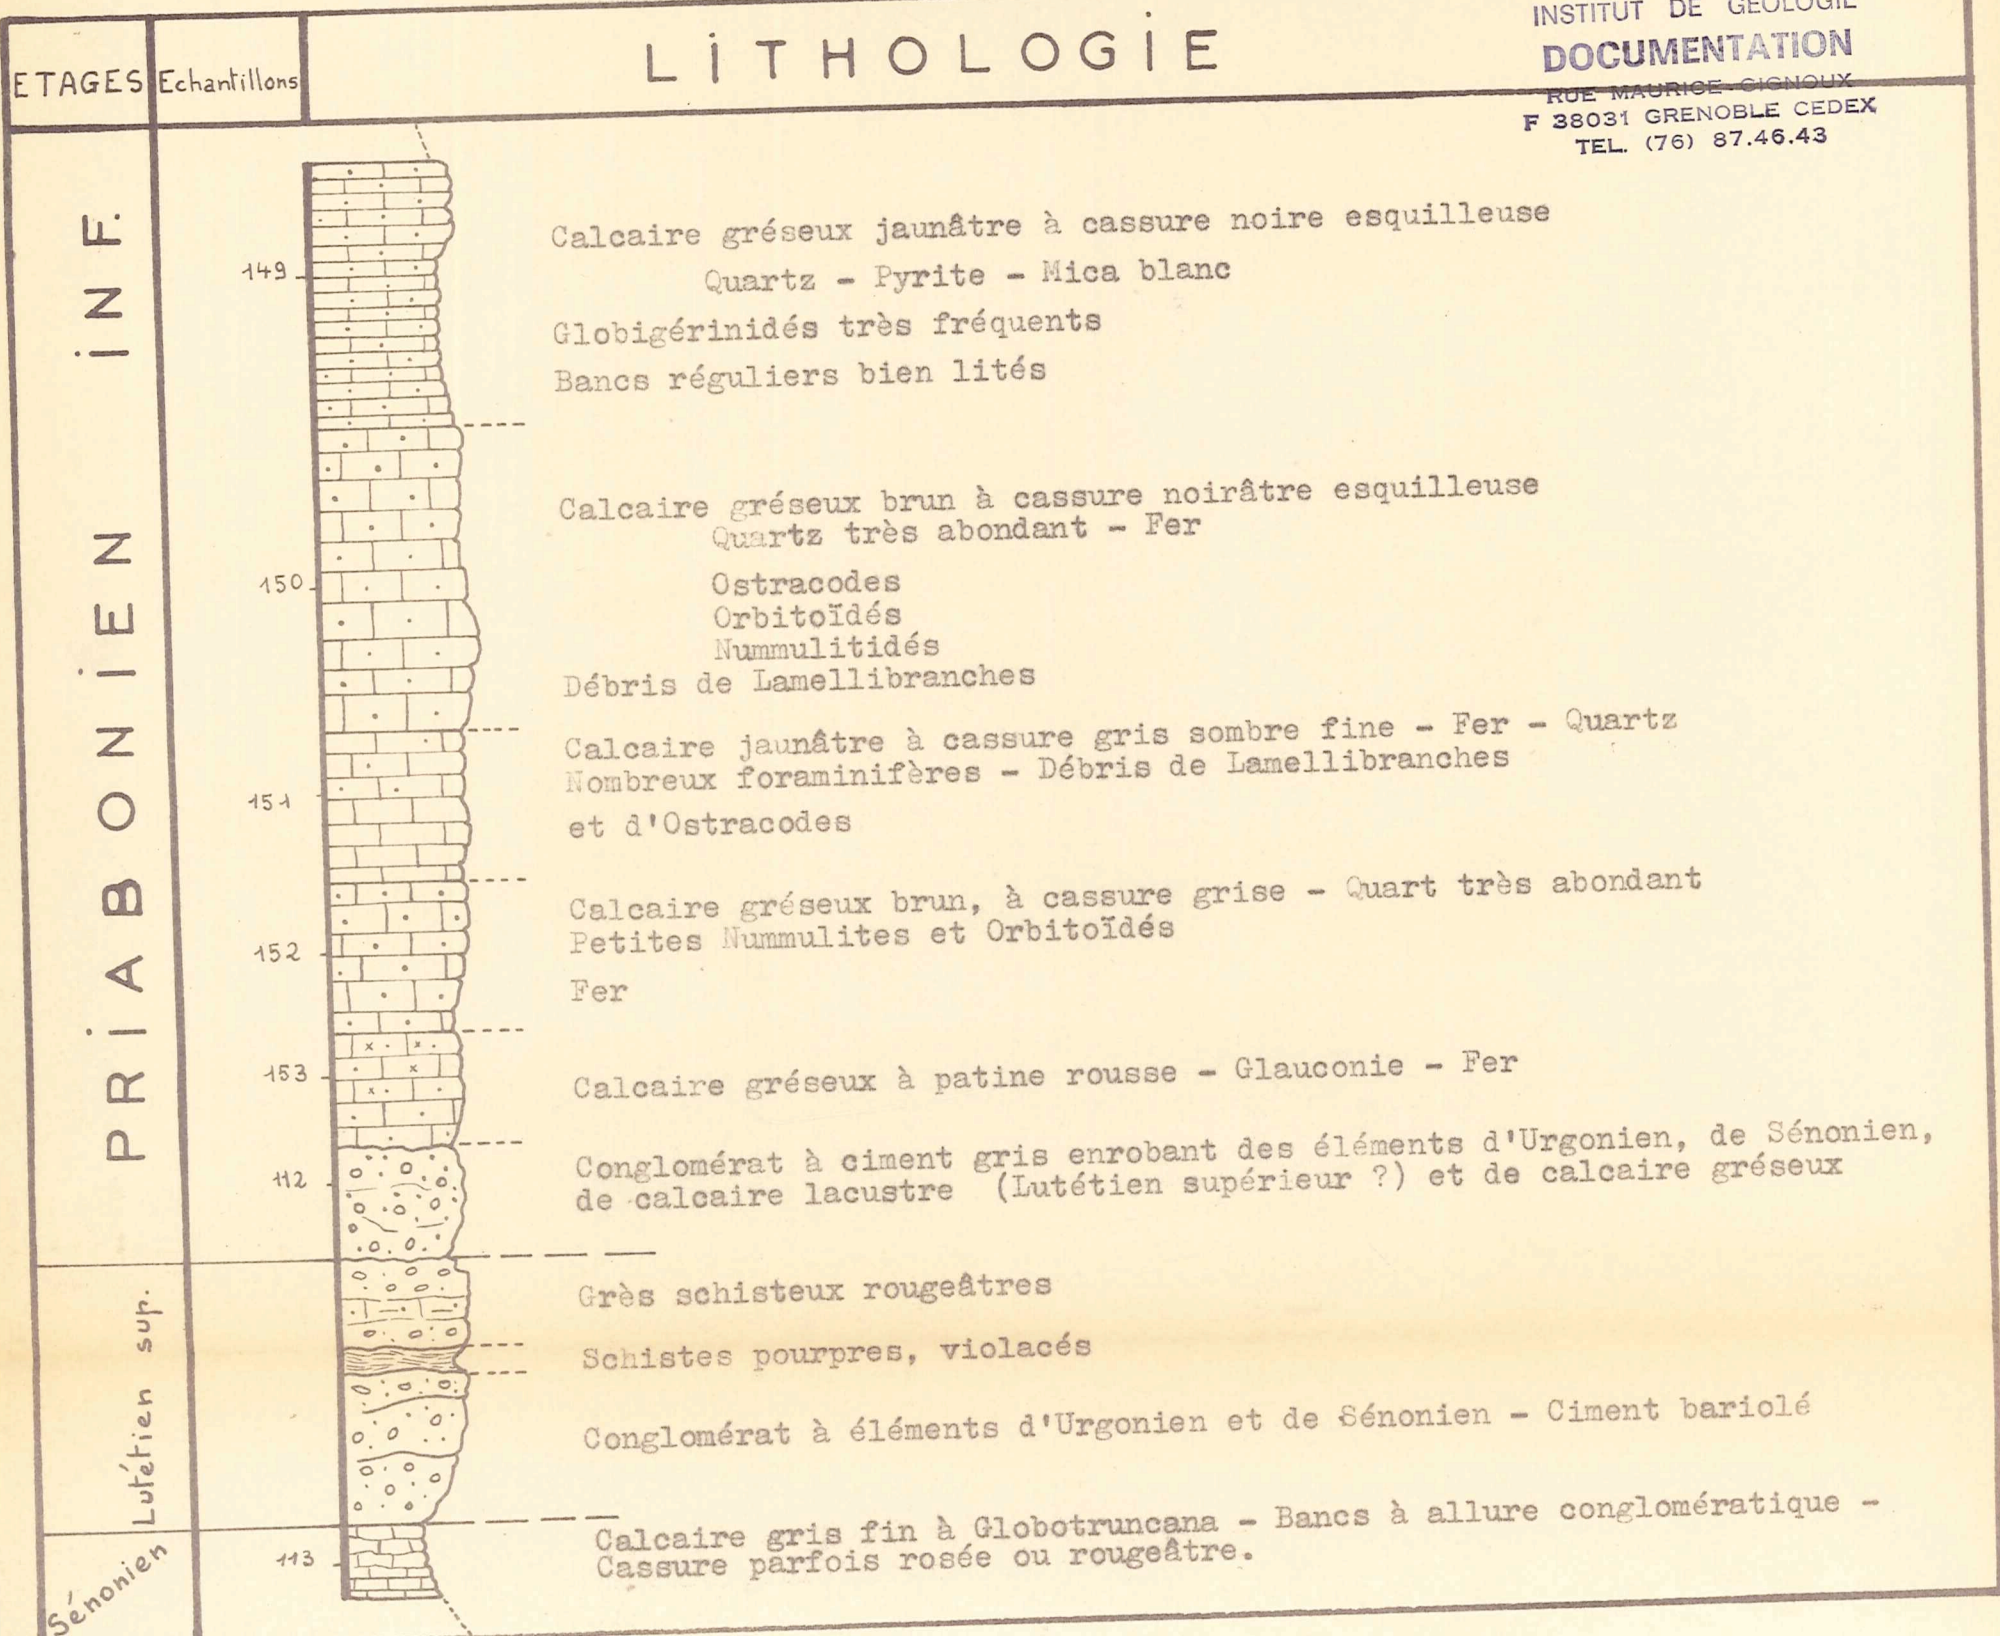 ETAGES Echantillons LiTHOLOGiE
INSTITUT DE GÉOLOGIE
DOCUMENTATION
RUE MAURICE GIGNOUX
F 38031 GRENOBLE CEDEX
TEL. (76) 87.46.43
PRiABONiEN iNF.
149
Calcaire gréseux jaunâtre à cassure noire esquilleuse
Quartz - Pyrite - Mica blanc
Globigérinidés très fréquents
Bancs réguliers bien lités
150
Calcaire gréseux brun à cassure noirâtre esquilleuse
Quartz très abondant - Fer
Ostracodes
Orbitoïdés
Nummulitidés
Débris de Lamellibranches
151
Calcaire jaunâtre à cassure gris sombre fine - Fer - Quartz
Nombreux foraminifères - Débris de Lamellibranches
et d'Ostracodes
152
Calcaire gréseux brun, à cassure grise - Quart très abondant
Petites Nummulites et Orbitoïdés
Fer
153
Calcaire gréseux à patine rousse - Glauconie - Fer
112
Conglomérat à ciment gris enrobant des éléments d'Urgonien, de Sénonien,
de calcaire lacustre (Lutétien supérieur ?) et de calcaire gréseux
Lutétien sup.
Grès schisteux rougeâtres
Schistes pourpres, violacés
Conglomérat à éléments d'Urgonien et de Sénonien - Ciment bariolé
Sénonien
113
Calcaire gris fin à Globotruncana - Bancs à allure conglomératique -
Cassure parfois rosée ou rougeâtre.